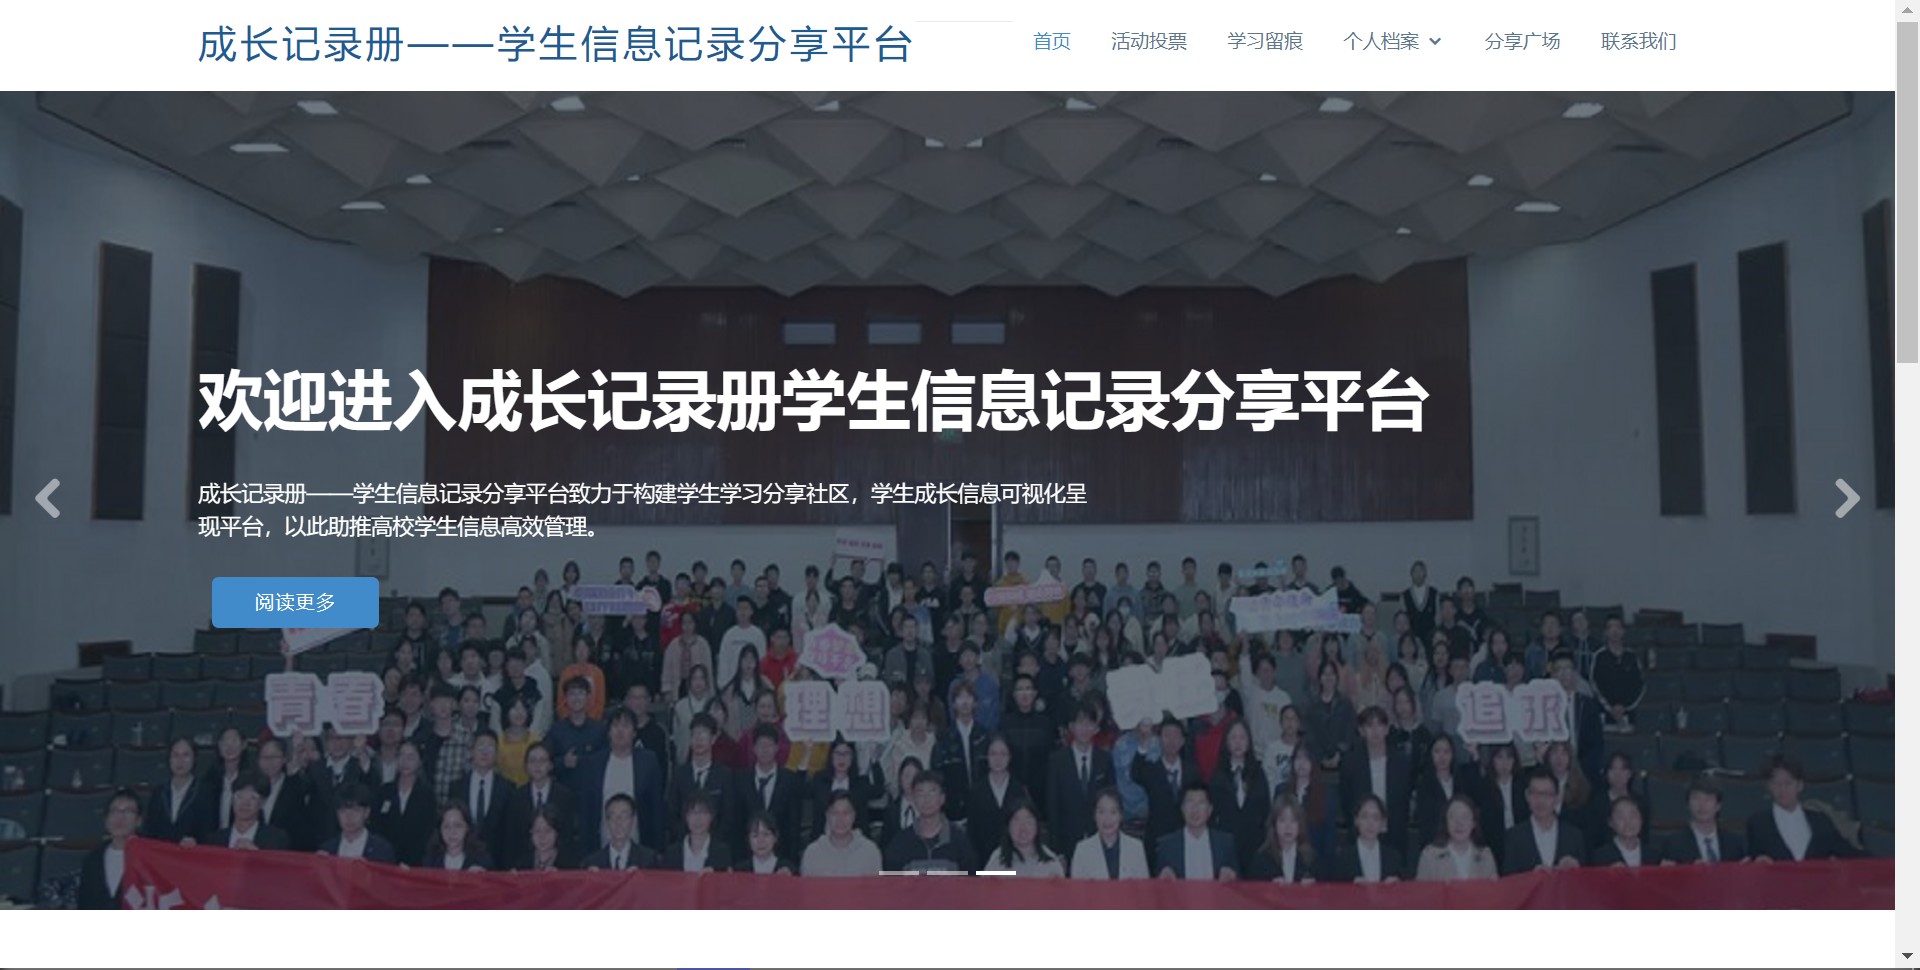 成长记录册——学生信息记录分享平台
首页 活动投票 学习留痕 个人档案 分享广场 联系我们
欢迎进入成长记录册学生信息记录分享平台
成长记录册——学生信息记录分享平台致力于构建学生学习分享社区，学生成长信息可视化呈
现平台，以此助推高校学生信息高效管理。
阅读更多
青春
理想
追求